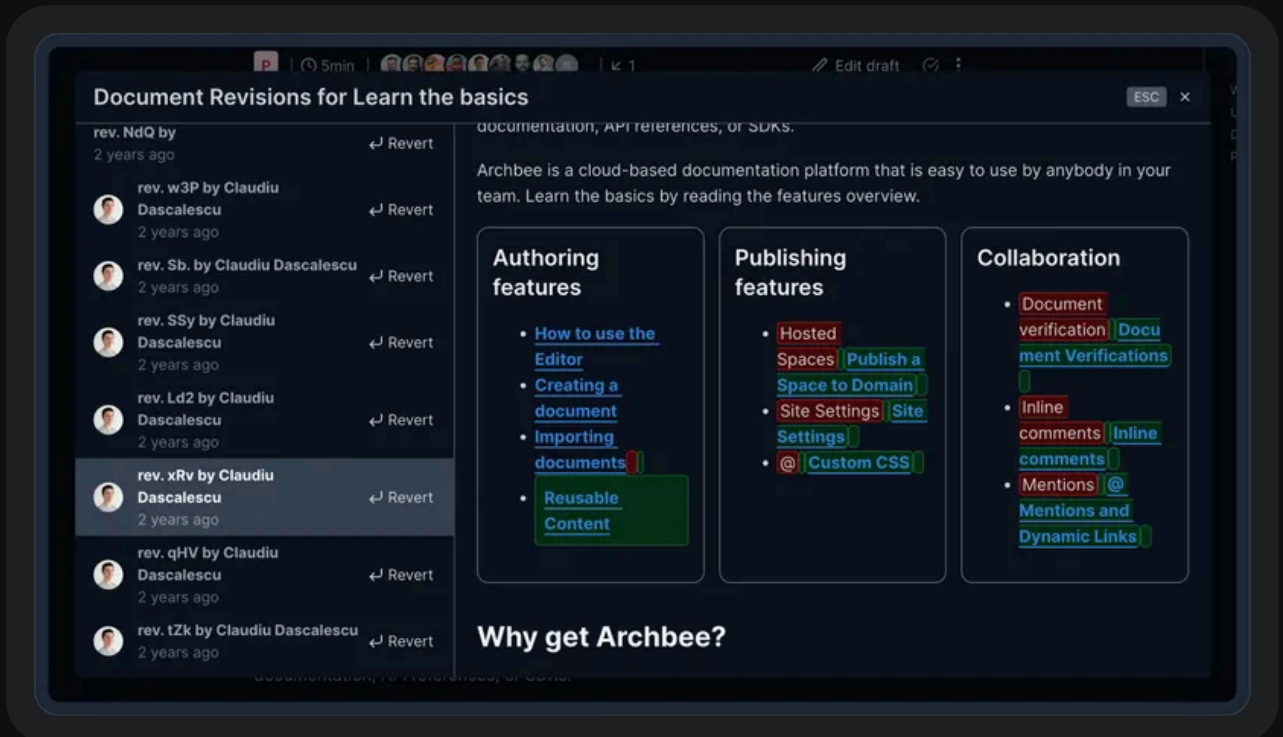 P
5min
1
Edit draft
Document Revisions for Learn the basics
ESC
rev. NdQ by
2 years ago
Revert
rev. w3P by Claudiu
Dascalescu
2 years ago
Revert
rev. Sb. by Claudiu Dascalescu
2 years ago
Revert
rev. SSy by Claudiu
Dascalescu
2 years ago
Revert
rev. Ld2 by Claudiu
Dascalescu
2 years ago
Revert
rev. xRv by Claudiu
Dascalescu
2 years ago
Revert
rev. qHV by Claudiu
Dascalescu
2 years ago
Revert
rev. tZk by Claudiu Dascalescu
2 years ago
Revert
documentation, API references, or SDKs.
Archbee is a cloud-based documentation platform that is easy to use by anybody in your
team. Learn the basics by reading the features overview.
Authoring
features
• How to use the
Editor
• Creating a
document
• Importing
documents
• Reusable
Content
Publishing
features
• Hosted
Spaces Publish a
Space to Domain
• Site Settings Site
Settings
• @ Custom CSS
Collaboration
• Document
verification Docu
ment Verifications
• Inline
comments Inline
comments
• Mentions @
Mentions and
Dynamic Links
Why get Archbee?
documentation, API references, or SDKs.